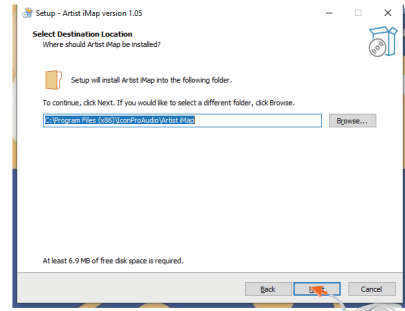 Setup - Artist iMap version 1.05
Select Destination Location
Where should Artist iMap be installed?
Setup will install Artist iMap into the following folder.
To continue, click Next. If you would like to select a different folder, click Browse.
C:\Program Files (x86)\IconProAudio\Artist iMap
Browse...
At least 6.9 MB of free disk space is required.
Back
Cancel